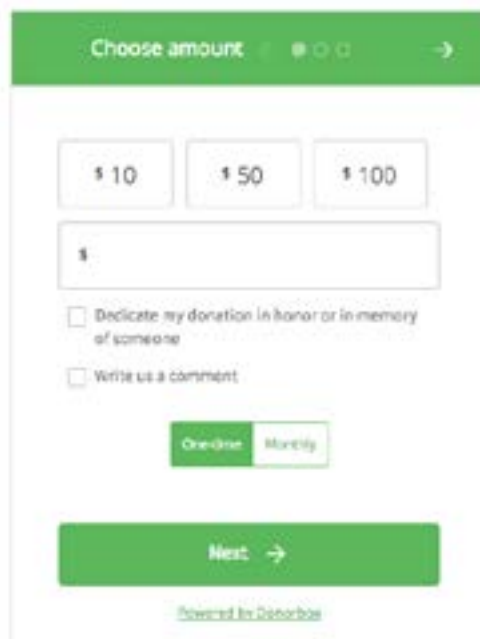 Choose amount
$ 10 $ 50 $ 100
$
Dedicate my donation in honor or in memory
of someone
Write us a comment
One-time Monthly
Next
Powered by Donorbox